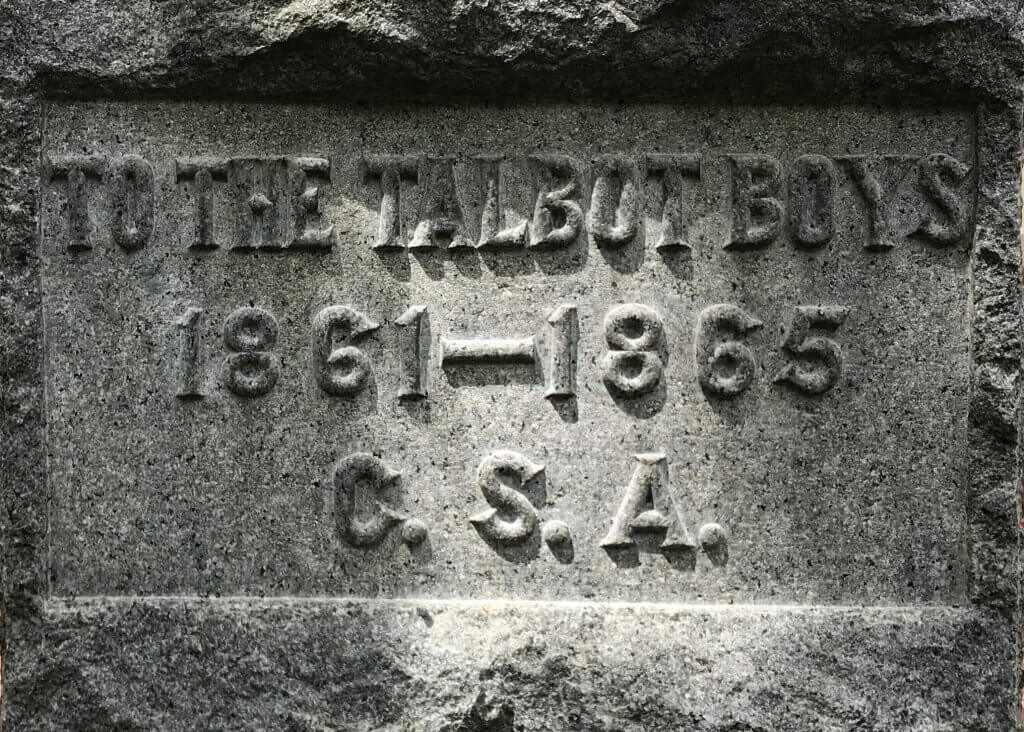 TO THE TALBOT BOYS
1861–1865
C.S.A.